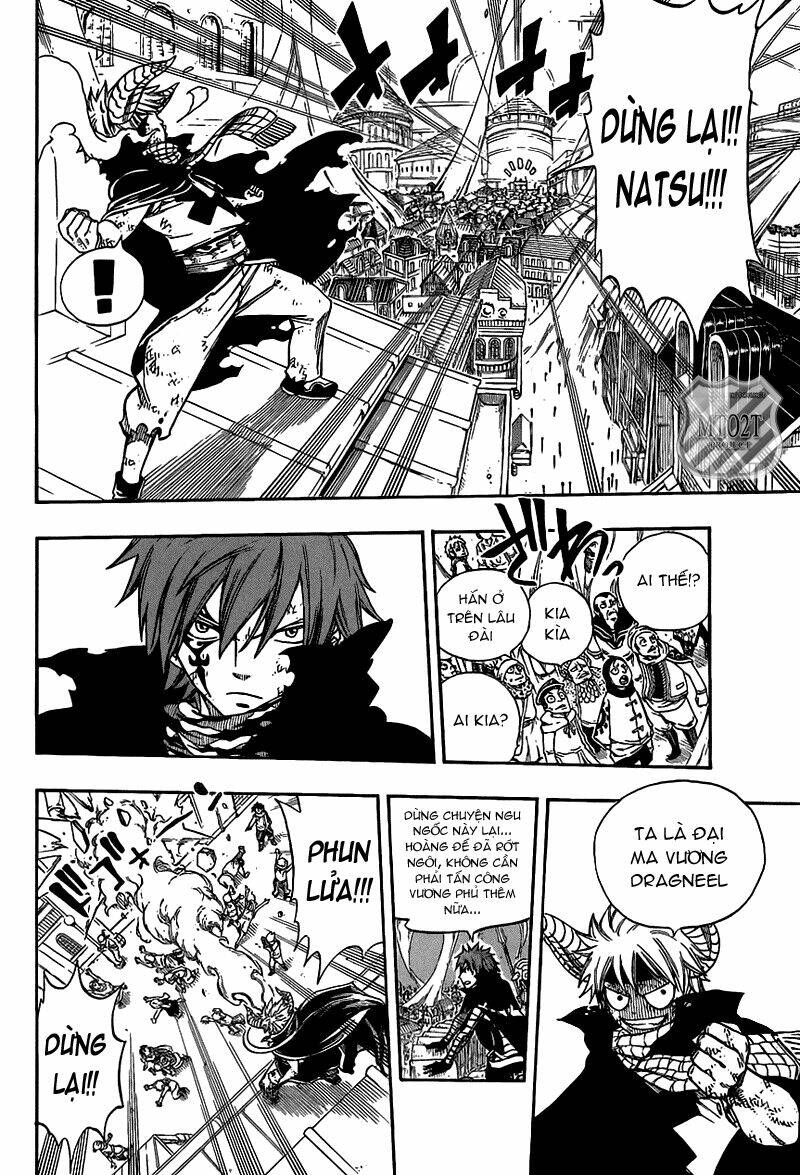 DỪNG LẠI!!
NATSU!!!
!
MT02T
PROJECT
AI THẾ!?
KIA
KÌA
HẮN Ở
TRÊN LÂU
ĐÀI
AI KIA?
TA LÀ ĐẠI
MA VƯƠNG
DRAGNEEL
DỪNG CHUYỆN NGU
NGỐC NÀY LẠI...
HOÀNG ĐẾ ĐÃ RỚT
NGÔI, KHÔNG CẦN
PHẢI TẤN CÔNG
VƯƠNG PHỦ THÊM
NỮA...
PHUN
LỬA!!!
DỪNG
LẠI!!